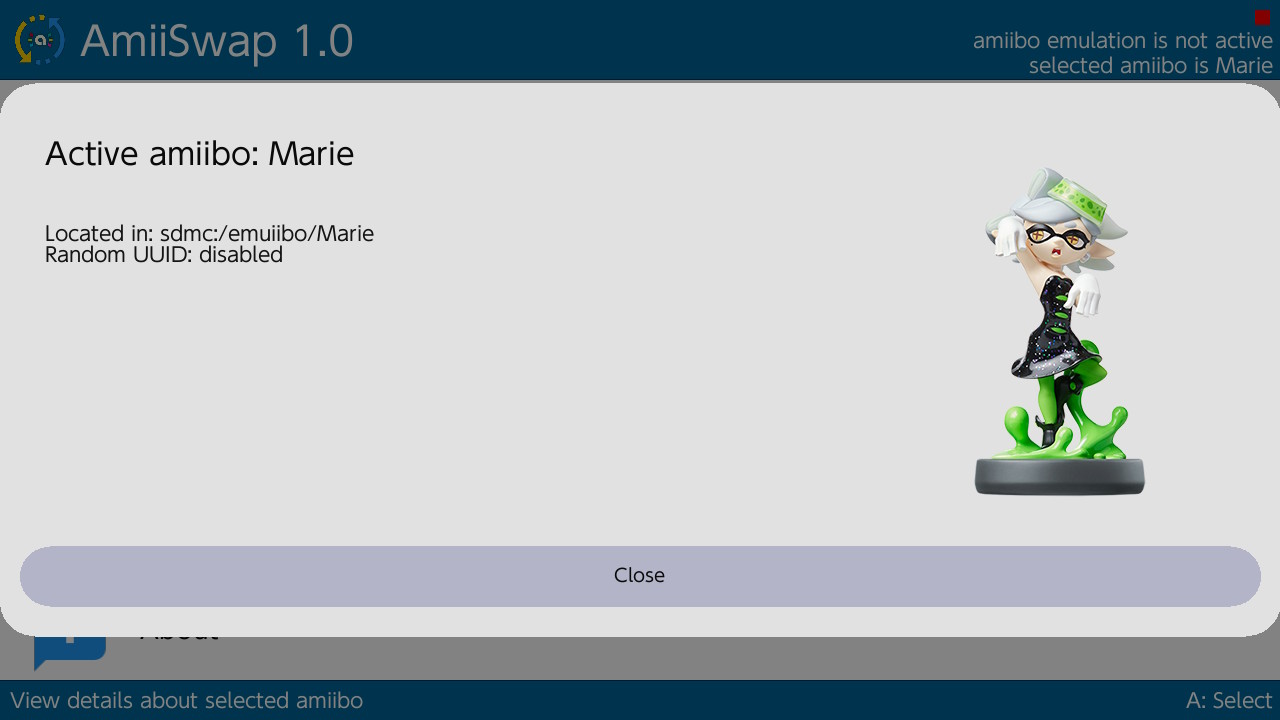 AmiiSwap 1.0
amiibo emulation is not active
selected amiibo is Marie
Active amiibo: Marie
Located in: sdmc:/emuiibo/Marie
Random UUID: disabled
Close
About
View details about selected amiibo
A: Select